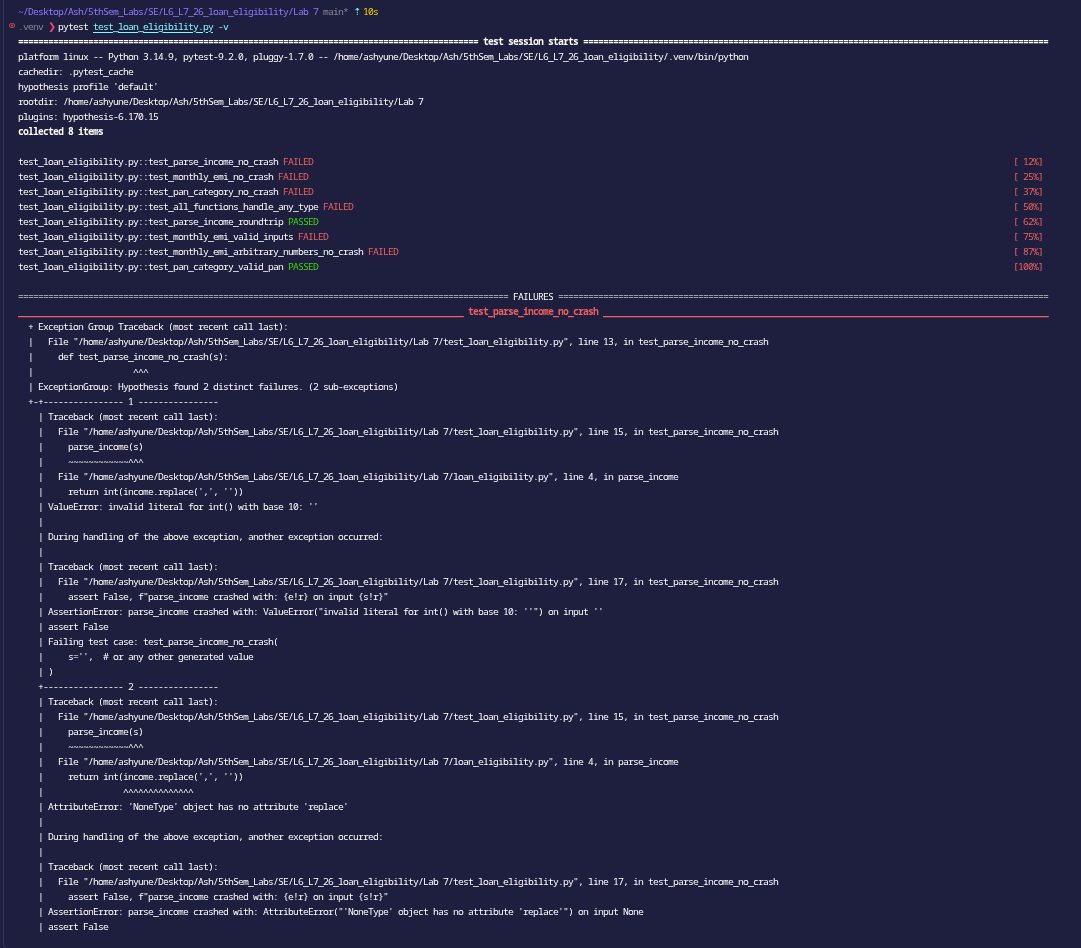 ~/Desktop/Ash/5thSem_Labs/SE/L6_L7_26_loan_eligibility/Lab 7 main* ⇡ 10s
.venv ❯ pytest test_loan_eligibility.py -v
============================================================================================ test session starts =============================================================================================
platform linux -- Python 3.14.9, pytest-9.2.0, pluggy-1.7.0 -- /home/ashyune/Desktop/Ash/5thSem_Labs/SE/L6_L7_26_loan_eligibility/.venv/bin/python
cachedir: .pytest_cache
hypothesis profile 'default'
rootdir: /home/ashyune/Desktop/Ash/5thSem_Labs/SE/L6_L7_26_loan_eligibility/Lab 7
plugins: hypothesis-6.170.15
collected 8 items
test_loan_eligibility.py::test_parse_income_no_crash FAILED [ 12%]
test_loan_eligibility.py::test_monthly_emi_no_crash FAILED [ 25%]
test_loan_eligibility.py::test_pan_category_no_crash FAILED [ 37%]
test_loan_eligibility.py::test_all_functions_handle_any_type FAILED [ 50%]
test_loan_eligibility.py::test_parse_income_roundtrip PASSED [ 62%]
test_loan_eligibility.py::test_monthly_emi_valid_inputs FAILED [ 75%]
test_loan_eligibility.py::test_monthly_emi_arbitrary_numbers_no_crash FAILED [ 87%]
test_loan_eligibility.py::test_pan_category_valid_pan PASSED [100%]
================================================================================================== FAILURES ==================================================================================================
_________________________________________________________________________________________ test_parse_income_no_crash _________________________________________________________________________________________
+ Exception Group Traceback (most recent call last):
|   File "/home/ashyune/Desktop/Ash/5thSem_Labs/SE/L6_L7_26_loan_eligibility/Lab 7/test_loan_eligibility.py", line 13, in test_parse_income_no_crash
|     def test_parse_income_no_crash(s):
|                    ^^^
| ExceptionGroup: Hypothesis found 2 distinct failures. (2 sub-exceptions)
+-+---------------- 1 ----------------
| Traceback (most recent call last):
|   File "/home/ashyune/Desktop/Ash/5thSem_Labs/SE/L6_L7_26_loan_eligibility/Lab 7/test_loan_eligibility.py", line 15, in test_parse_income_no_crash
|     parse_income(s)
|     ~~~~~~~~~~~~^^^
|   File "/home/ashyune/Desktop/Ash/5thSem_Labs/SE/L6_L7_26_loan_eligibility/Lab 7/loan_eligibility.py", line 4, in parse_income
|     return int(income.replace(',', ''))
| ValueError: invalid literal for int() with base 10: ''
|
| During handling of the above exception, another exception occurred:
|
| Traceback (most recent call last):
|   File "/home/ashyune/Desktop/Ash/5thSem_Labs/SE/L6_L7_26_loan_eligibility/Lab 7/test_loan_eligibility.py", line 17, in test_parse_income_no_crash
|     assert False, f"parse_income crashed with: {e!r} on input {s!r}"
| AssertionError: parse_income crashed with: ValueError("invalid literal for int() with base 10: ''") on input ''
| assert False
| Failing test case: test_parse_income_no_crash(
|     s='',  # or any other generated value
| )
+---------------- 2 ----------------
| Traceback (most recent call last):
|   File "/home/ashyune/Desktop/Ash/5thSem_Labs/SE/L6_L7_26_loan_eligibility/Lab 7/test_loan_eligibility.py", line 15, in test_parse_income_no_crash
|     parse_income(s)
|     ~~~~~~~~~~~~^^^
|   File "/home/ashyune/Desktop/Ash/5thSem_Labs/SE/L6_L7_26_loan_eligibility/Lab 7/loan_eligibility.py", line 4, in parse_income
|     return int(income.replace(',', ''))
|                ^^^^^^^^^^^^^^
| AttributeError: 'NoneType' object has no attribute 'replace'
|
| During handling of the above exception, another exception occurred:
|
| Traceback (most recent call last):
|   File "/home/ashyune/Desktop/Ash/5thSem_Labs/SE/L6_L7_26_loan_eligibility/Lab 7/test_loan_eligibility.py", line 17, in test_parse_income_no_crash
|     assert False, f"parse_income crashed with: {e!r} on input {s!r}"
| AssertionError: parse_income crashed with: AttributeError("'NoneType' object has no attribute 'replace'") on input None
| assert False